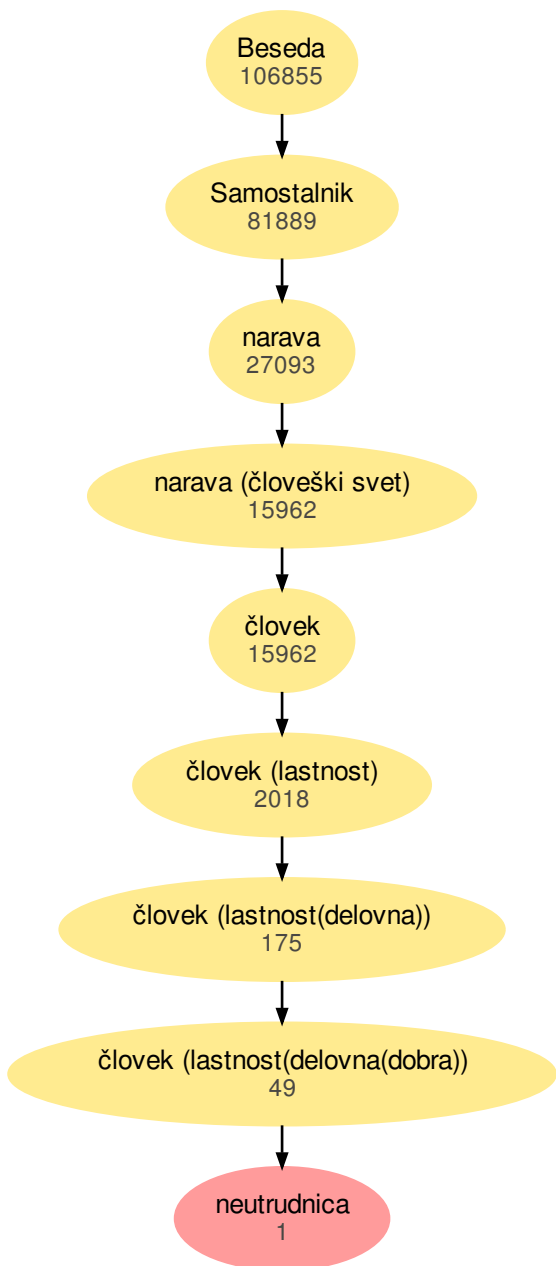 Beseda
106855
Samostalnik
81889
narava
27093
narava (človeški svet)
15962
človek
15962
človek (lastnost)
2018
človek (lastnost(delovna))
175
človek (lastnost(delovna(dobra))
49
neutrudnica
1